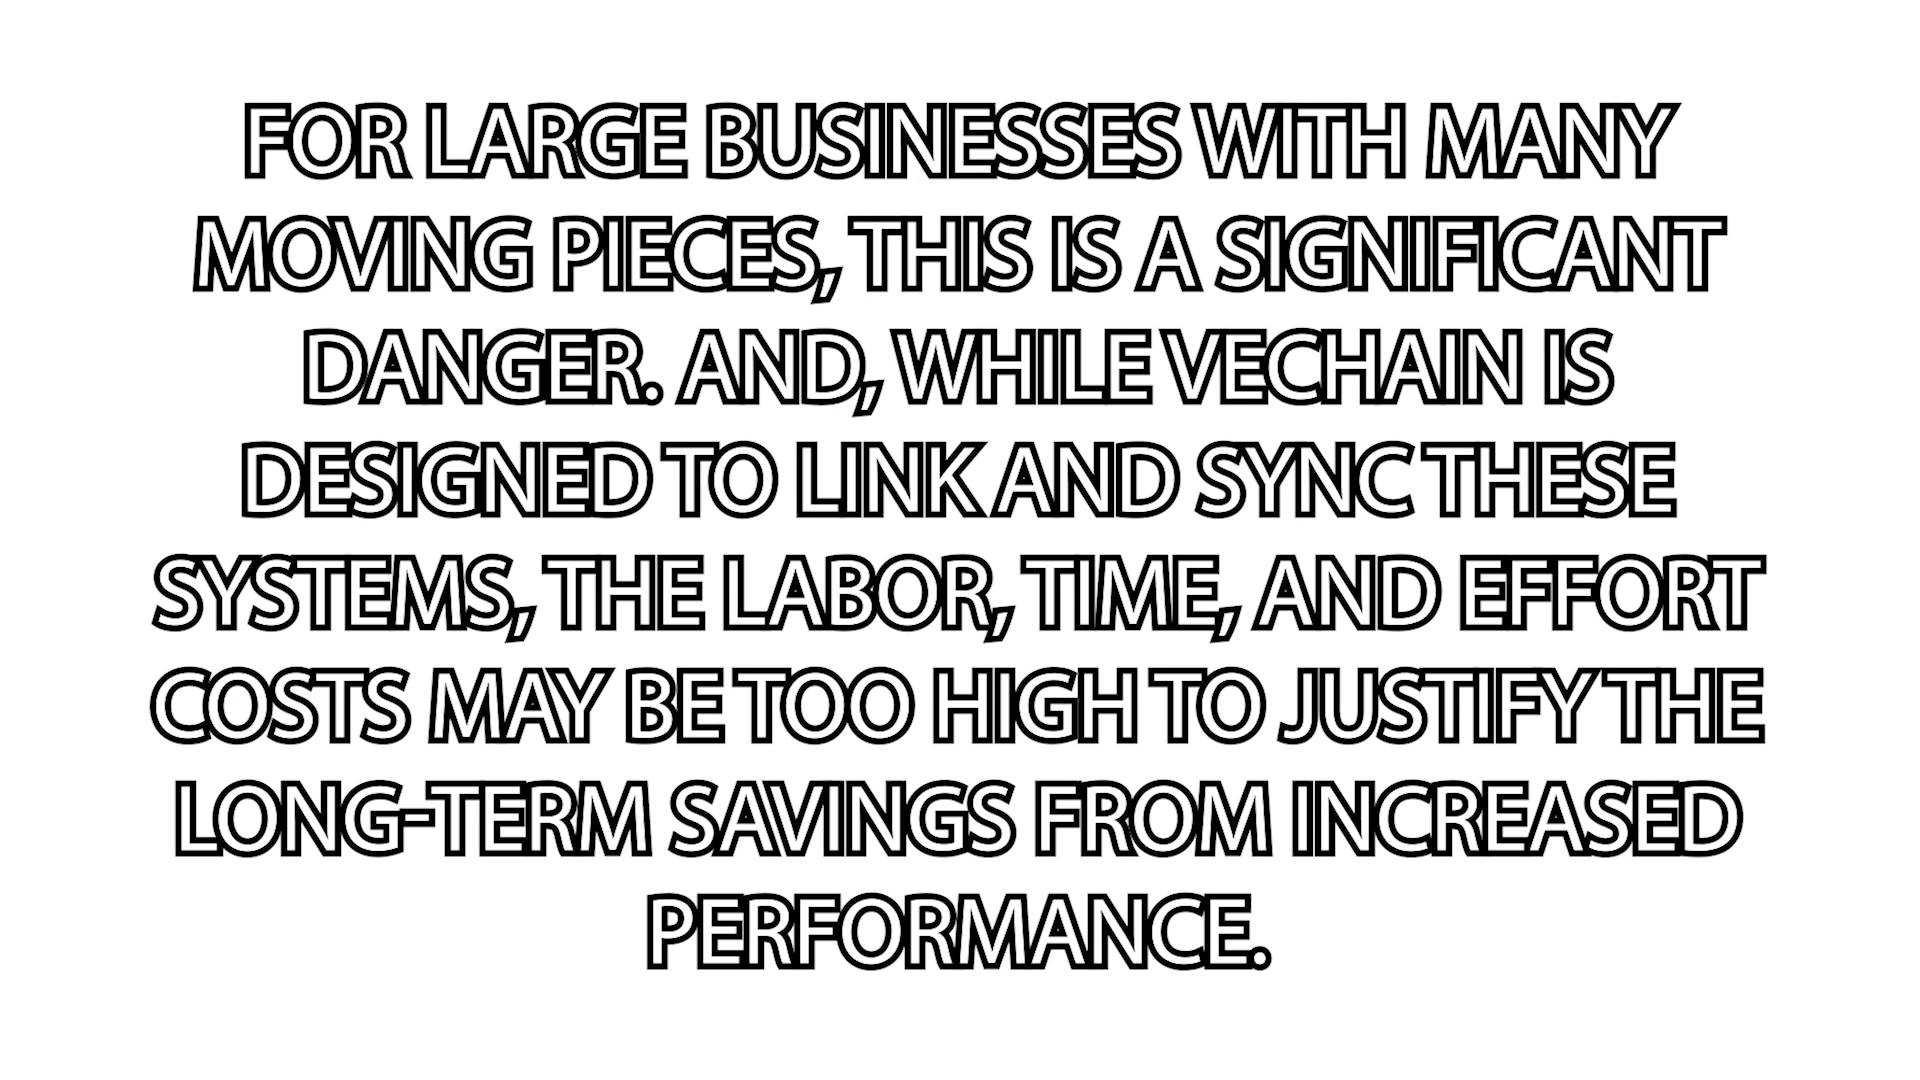 FOR LARGE BUSINESSES WITH MANY
MOVING PIECES, THIS IS A SIGNIFICANT
DANGER. AND, WHILE VECHAIN IS
DESIGNED TO LINK AND SYNC THESE
SYSTEMS, THE LABOR, TIME, AND EFFORT
COSTS MAY BE TOO HIGH TO JUSTIFY THE
LONG-TERM SAVINGS FROM INCREASED
PERFORMANCE.